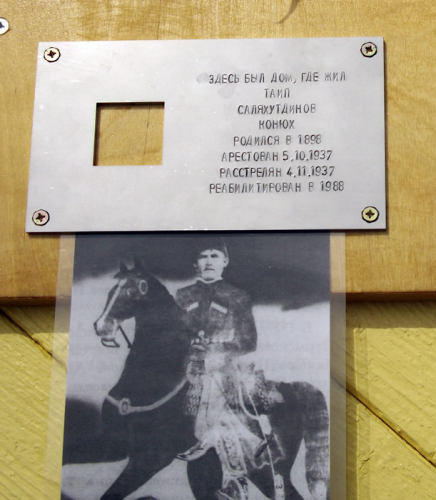 ЗДЕСЬ БЫЛ ДОМ, ГДЕ ЖИЛ
ТАИП
САЛЯХУТДИНОВ
КОНЮХ
РОДИЛСЯ В 1898
АРЕСТОВАН 5,10,1937
РАССТРЕЛЯН 4,11,1937
РЕАБИЛИТИРОВАН В 1988